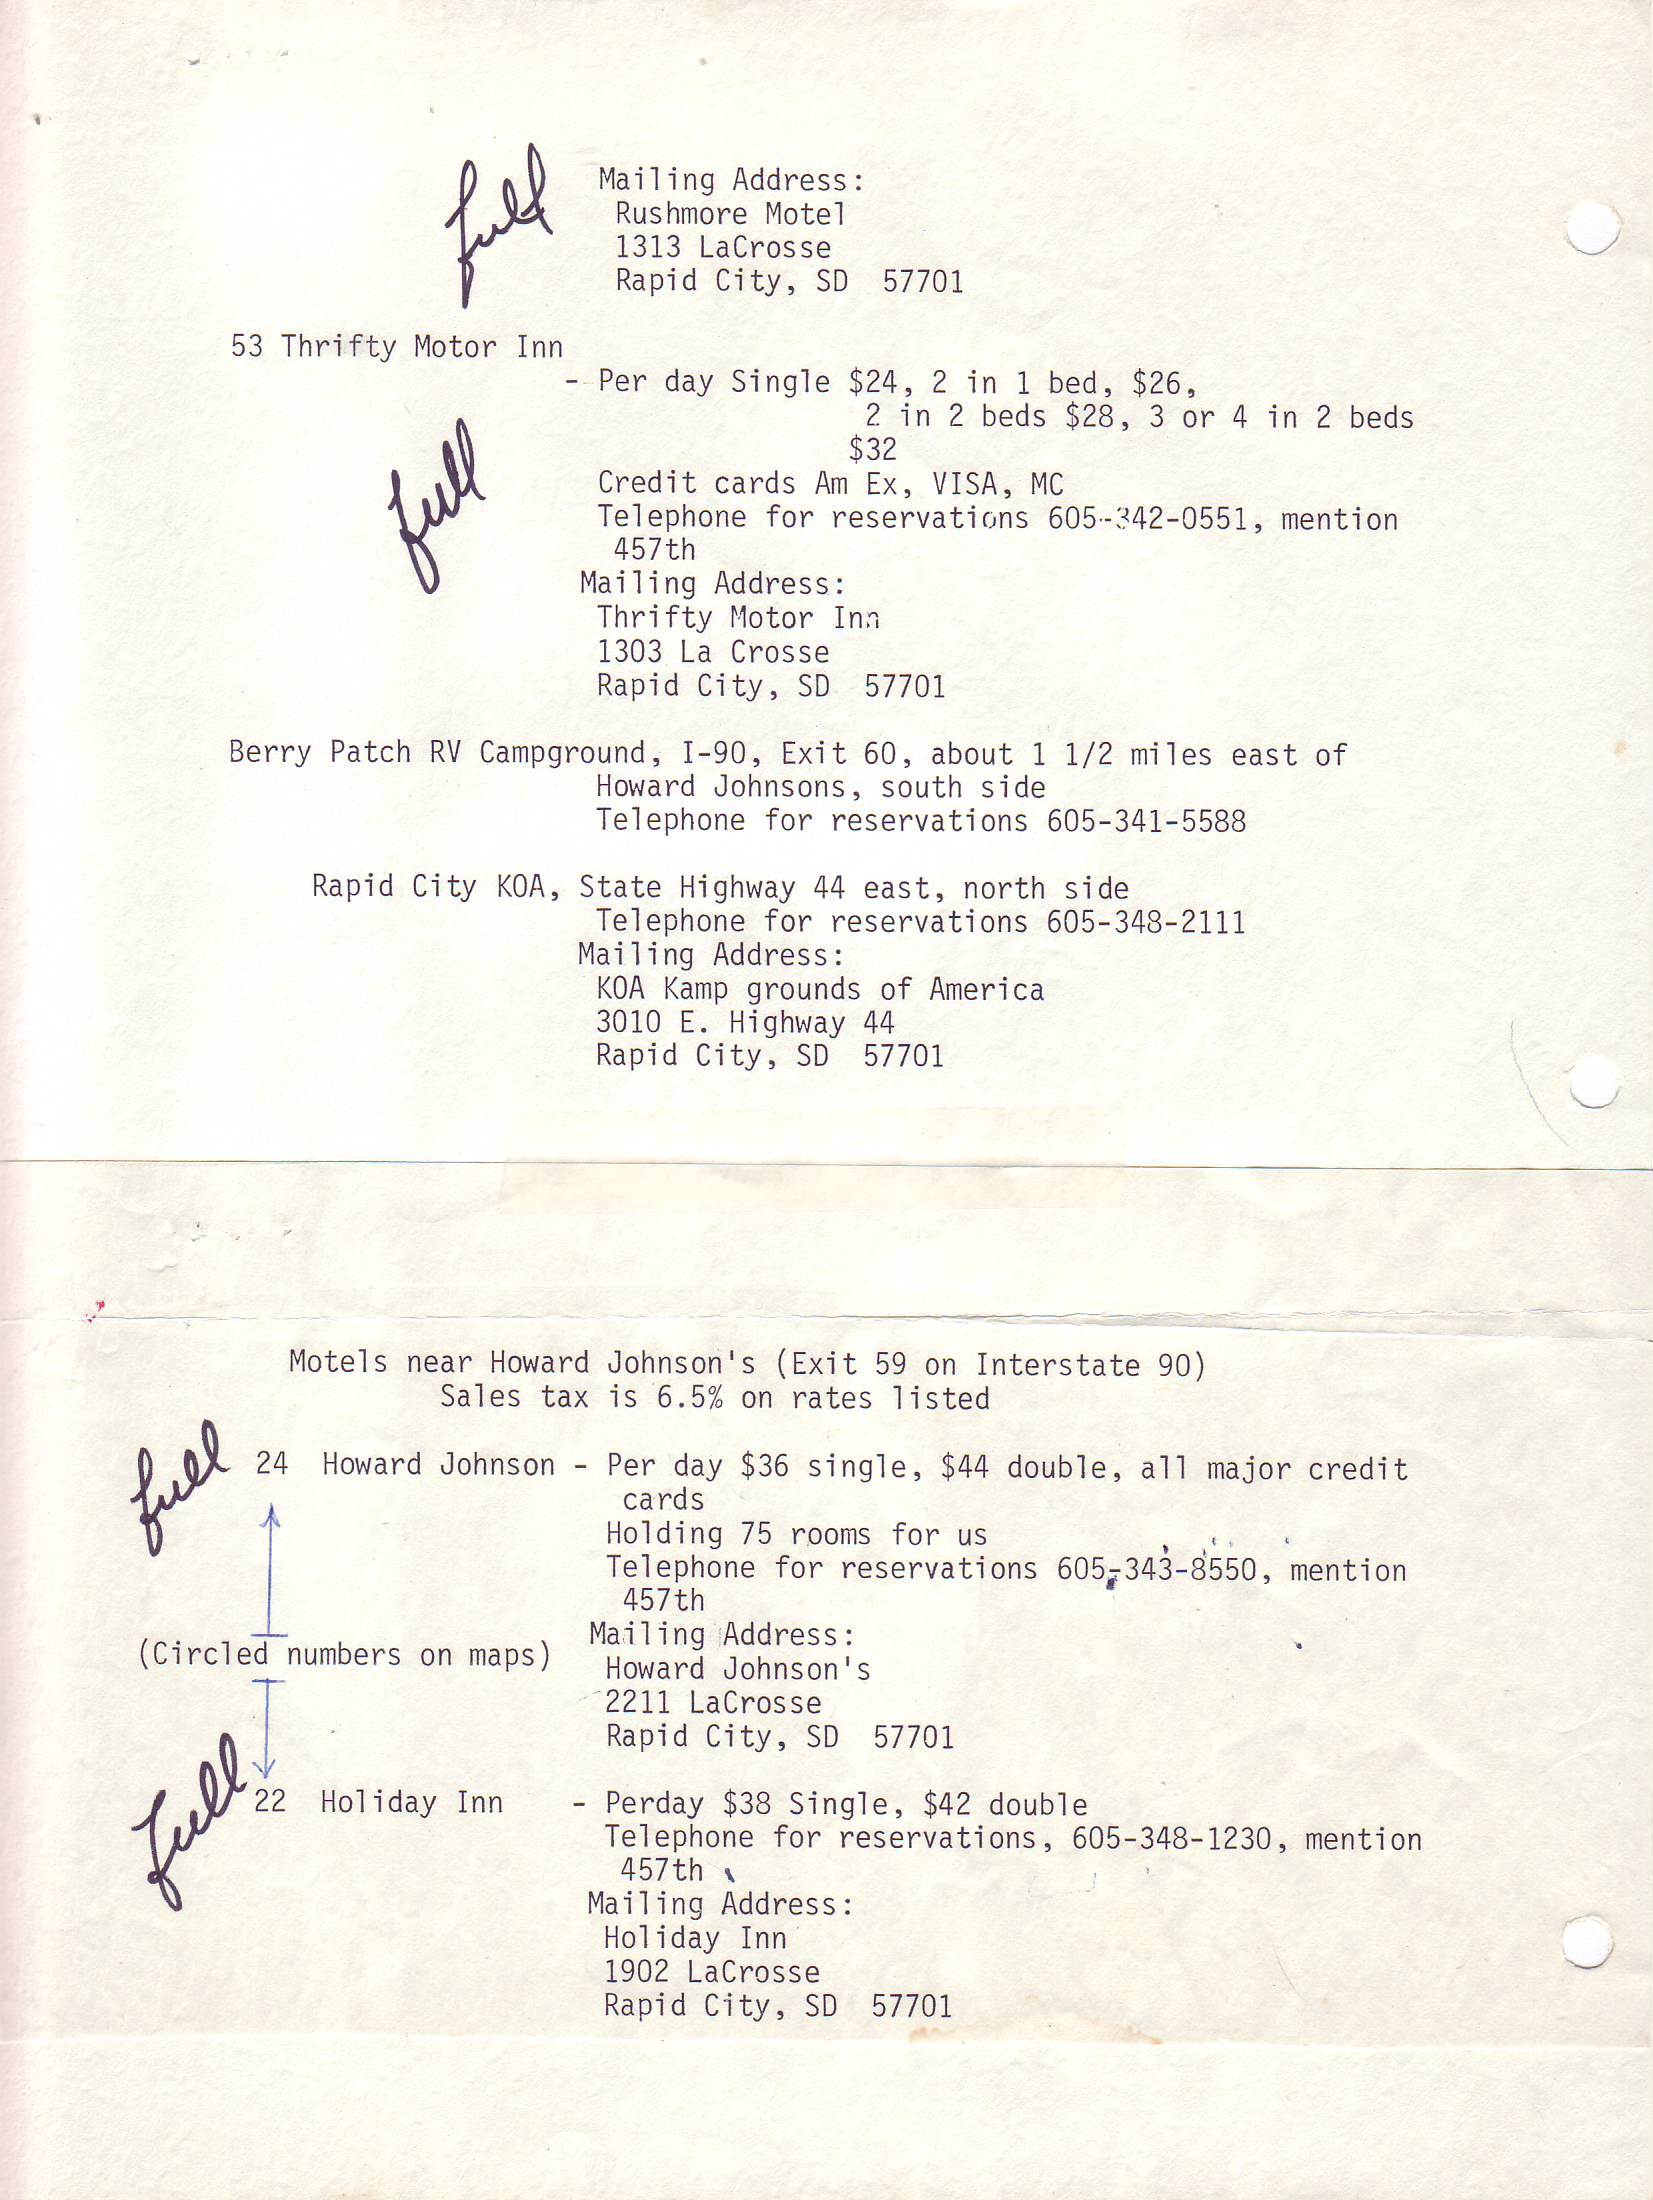 full
Mailing Address:
Rushmore Motel
1313 LaCrosse
Rapid City, SD 57701
53 Thrifty Motor Inn
- Per day Single $24, 2 in 1 bed, $26,
2 in 2 beds $28, 3 or 4 in 2 beds
$32
full
Credit cards Am Ex, VISA, MC
Telephone for reservations 605-342-0551, mention
457th
Mailing Address:
Thrifty Motor Inn
1303 La Crosse
Rapid City, SD 57701
Berry Patch RV Campground, I-90, Exit 60, about 1 1/2 miles east of
Howard Johnsons, south side
Telephone for reservations 605-341-5588
Rapid City KOA, State Highway 44 east, north side
Telephone for reservations 605-348-2111
Mailing Address:
KOA Kamp grounds of America
3010 E. Highway 44
Rapid City, SD 57701
Motels near Howard Johnson's (Exit 59 on Interstate 90)
Sales tax is 6.5% on rates listed
full 24 Howard Johnson - Per day $36 single, $44 double, all major credit
cards
Holding 75 rooms for us
Telephone for reservations 605-343-8550, mention
457th
Mailing Address:
(Circled numbers on maps)
Howard Johnson's
2211 LaCrosse
Rapid City, SD 57701
full 22 Holiday Inn - Perday $38 Single, $42 double
Telephone for reservations, 605-348-1230, mention
457th
Mailing Address:
Holiday Inn
1902 LaCrosse
Rapid City, SD 57701